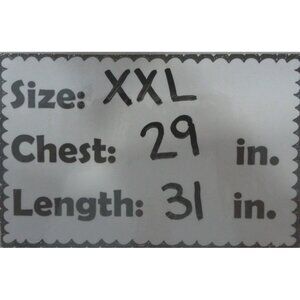 Size: XXL
Chest: 29 in.
Length: 31 in.